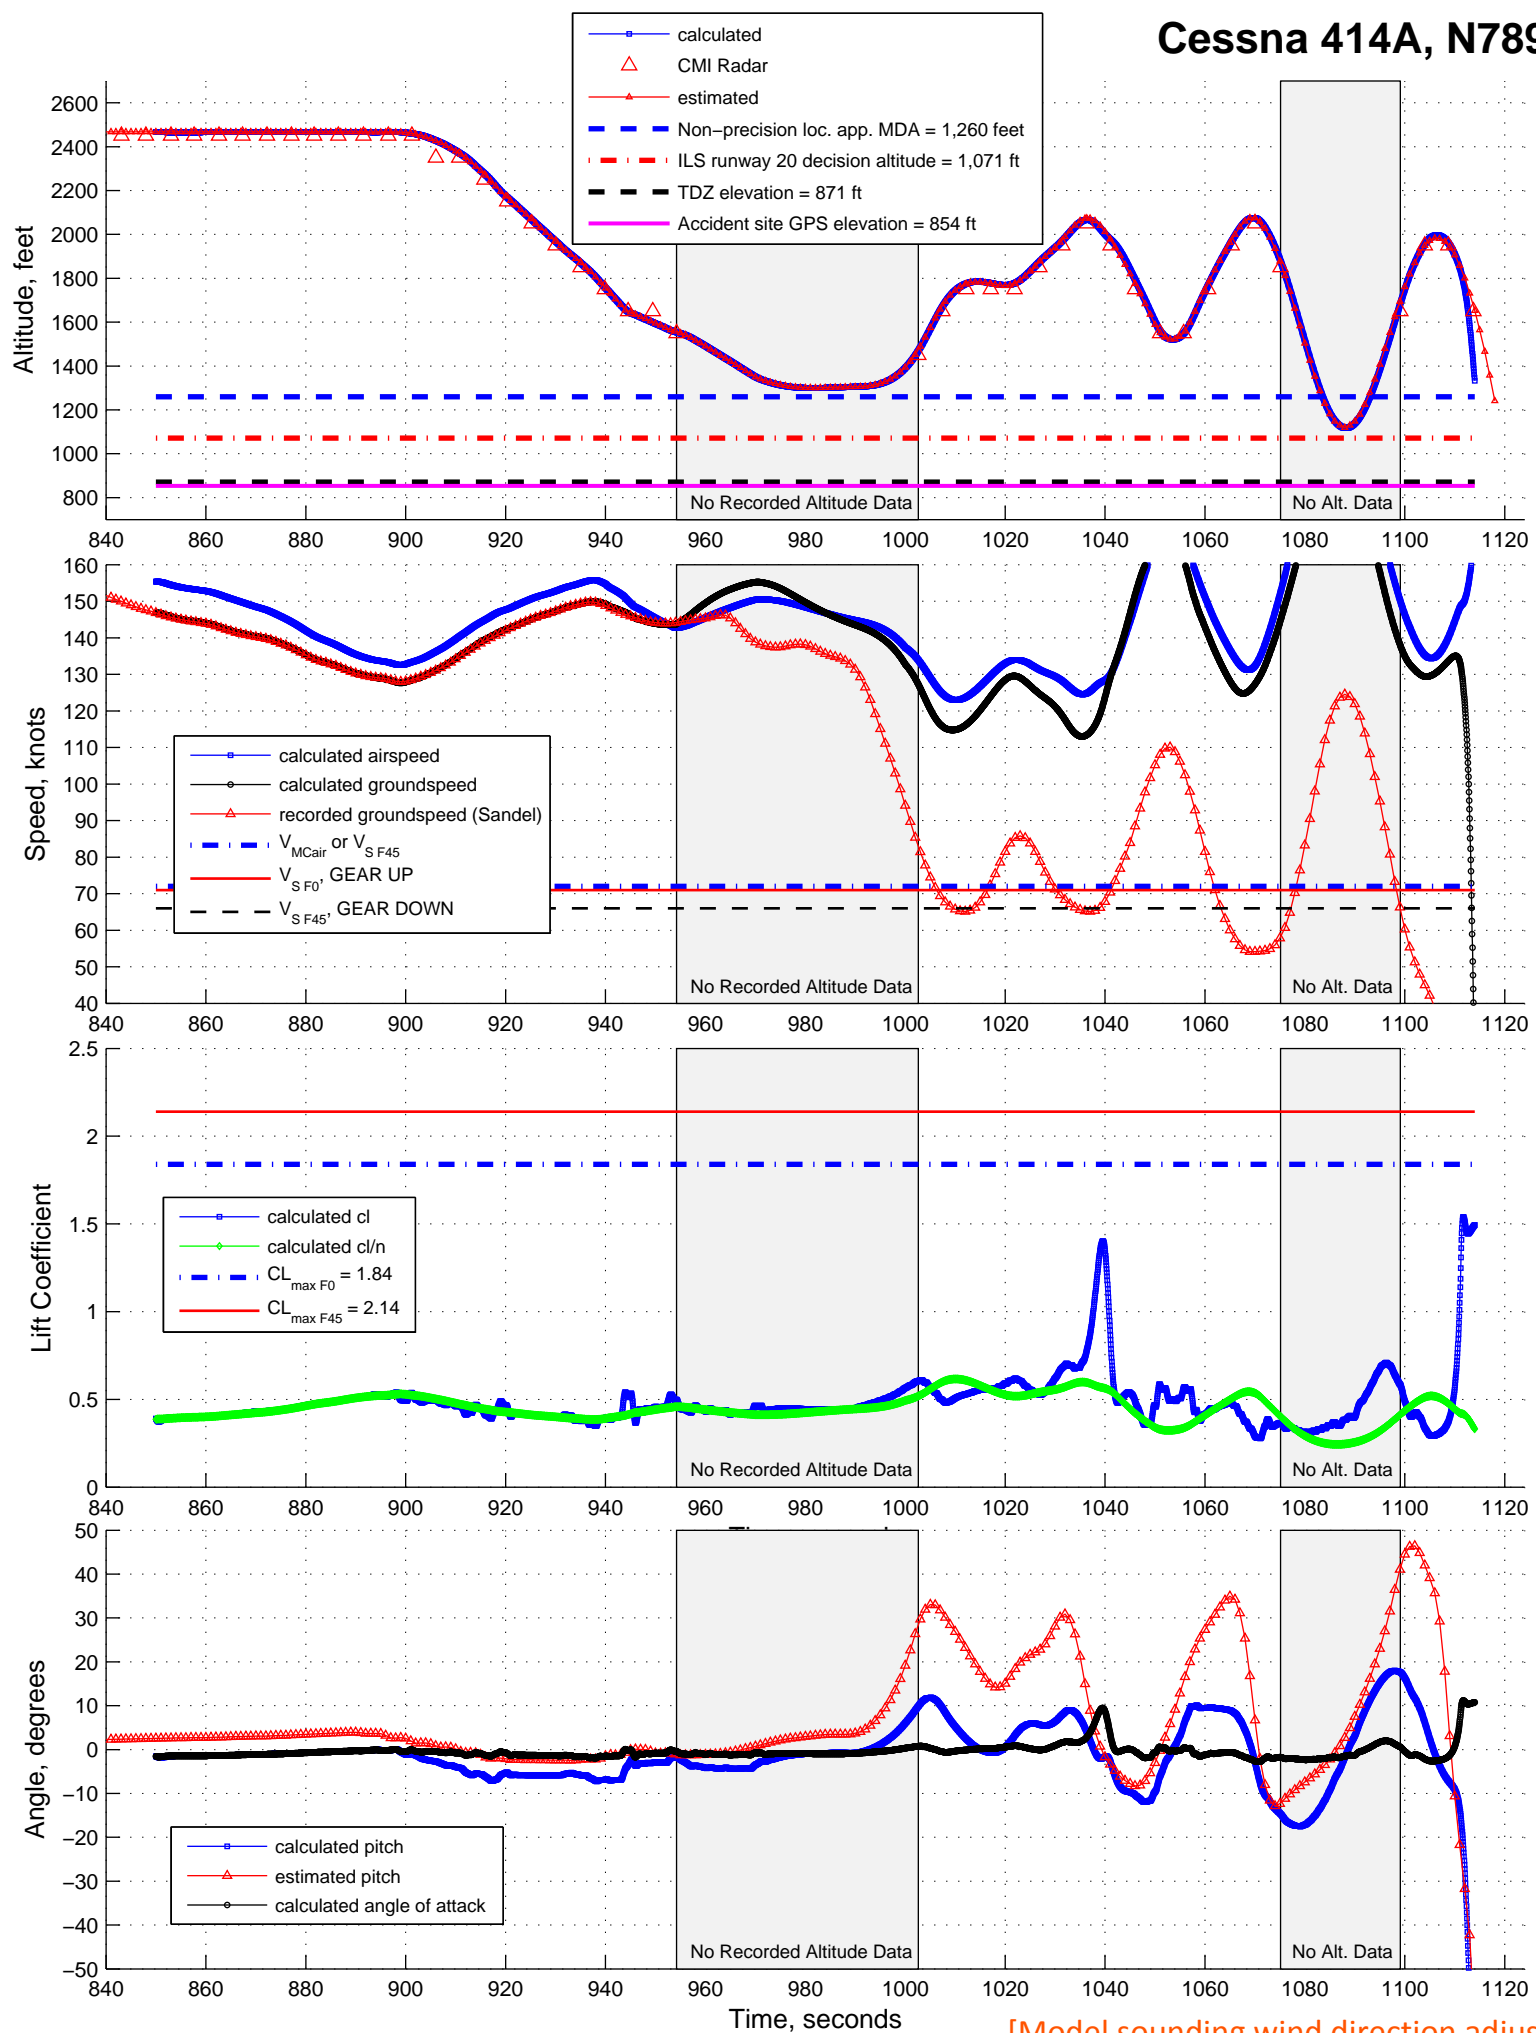 Cessna 414A, N789
calculated
CMI Radar
estimated
Non−precision loc. app. MDA = 1,260 feet
ILS runway 20 decision altitude = 1,071 ft
TDZ elevation = 871 ft
Accident site GPS elevation = 854 ft
2600
2400
2200
2000
1800
1600
1400
1200
1000
800
Altitude, feet
No Recorded Altitude Data
No Alt. Data
840 860 880 900 920 940 960 980 1000 1020 1040 1060 1080 1100 1120
160
150
140
130
120
110
100
90
80
70
60
50
40
Speed, knots
calculated airspeed
calculated groundspeed
recorded groundspeed (Sandel)
VMCair or VS F45
VS F0, GEAR UP
VS F45, GEAR DOWN
No Recorded Altitude Data
No Alt. Data
840 860 880 900 920 940 960 980 1000 1020 1040 1060 1080 1100 1120
2.5
2
1.5
1
0.5
0
Lift Coefficient
calculated cl
calculated cl/n
CLmax F0 = 1.84
CLmax F45 = 2.14
No Recorded Altitude Data
No Alt. Data
840 860 880 900 920 940 960 980 1000 1020 1040 1060 1080 1100 1120
50
40
30
20
10
0
−10
−20
−30
−40
−50
Angle, degrees
calculated pitch
estimated pitch
calculated angle of attack
No Recorded Altitude Data
No Alt. Data
840 860 880 900 920 940 960 980 1000 1020 1040 1060 1080 1100 1120
Time, seconds
[Model sounding wind direction adjus